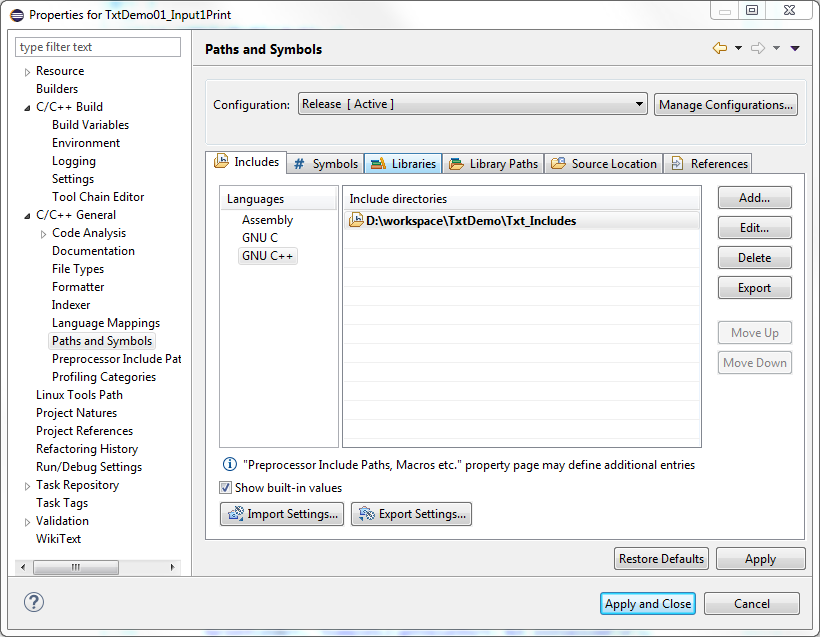 Properties for TxtDemo01_Input1Print
type filter text
Resource
Builders
C/C++ Build
Build Variables
Environment
Logging
Settings
Tool Chain Editor
C/C++ General
Code Analysis
Documentation
File Types
Formatter
Indexer
Language Mappings
Paths and Symbols
Preprocessor Include Pat
Profiling Categories
Linux Tools Path
Project Natures
Project References
Refactoring History
Run/Debug Settings
Task Repository
Task Tags
Validation
WikiText
Paths and Symbols
Configuration: Release [ Active ] Manage Configurations...
Includes # Symbols Libraries Library Paths Source Location References
Languages
Assembly
GNU C
GNU C++
Include directories
D:\workspace\TxtDemo\Txt_Includes
Add...
Edit...
Delete
Export
Move Up
Move Down
"Preprocessor Include Paths, Macros etc." property page may define additional entries
Show built-in values
Import Settings... Export Settings...
Restore Defaults Apply
Apply and Close Cancel